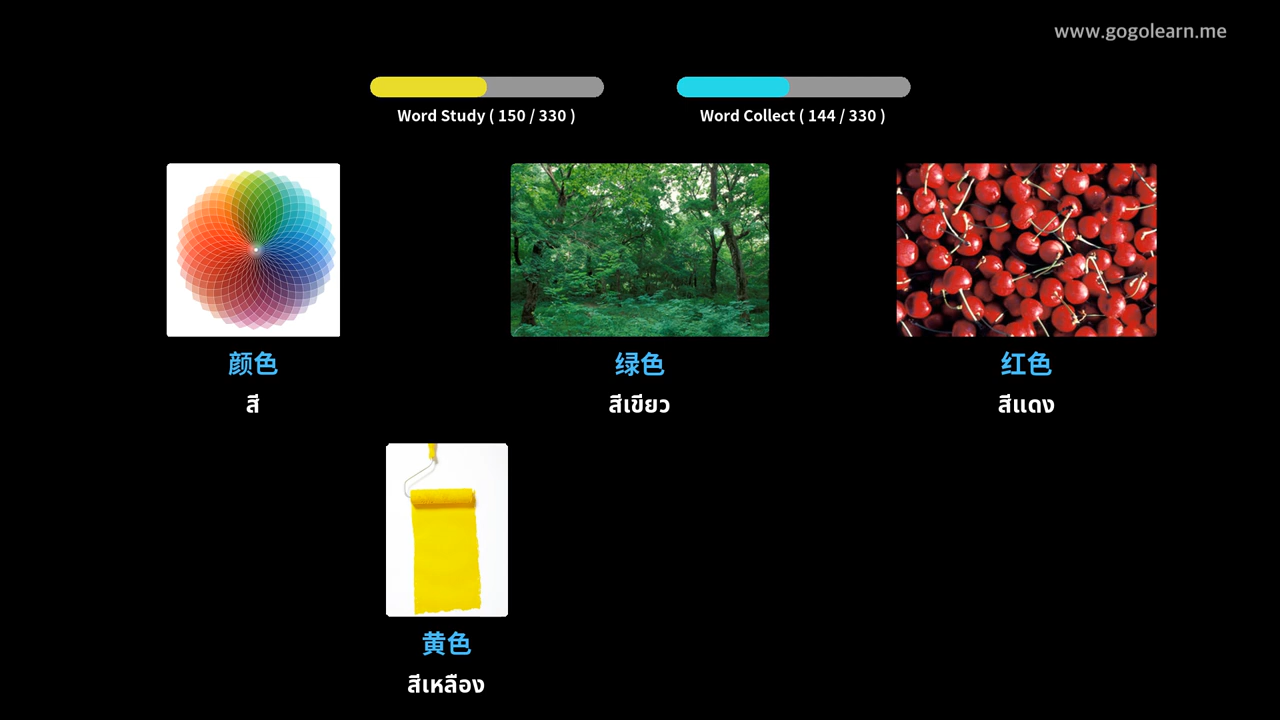 www.gogolearn.me
Word Study ( 150 / 330 )
Word Collect ( 144 / 330 )
颜色
สี
绿色
สีเขียว
红色
สีแดง
黄色
สีเหลือง